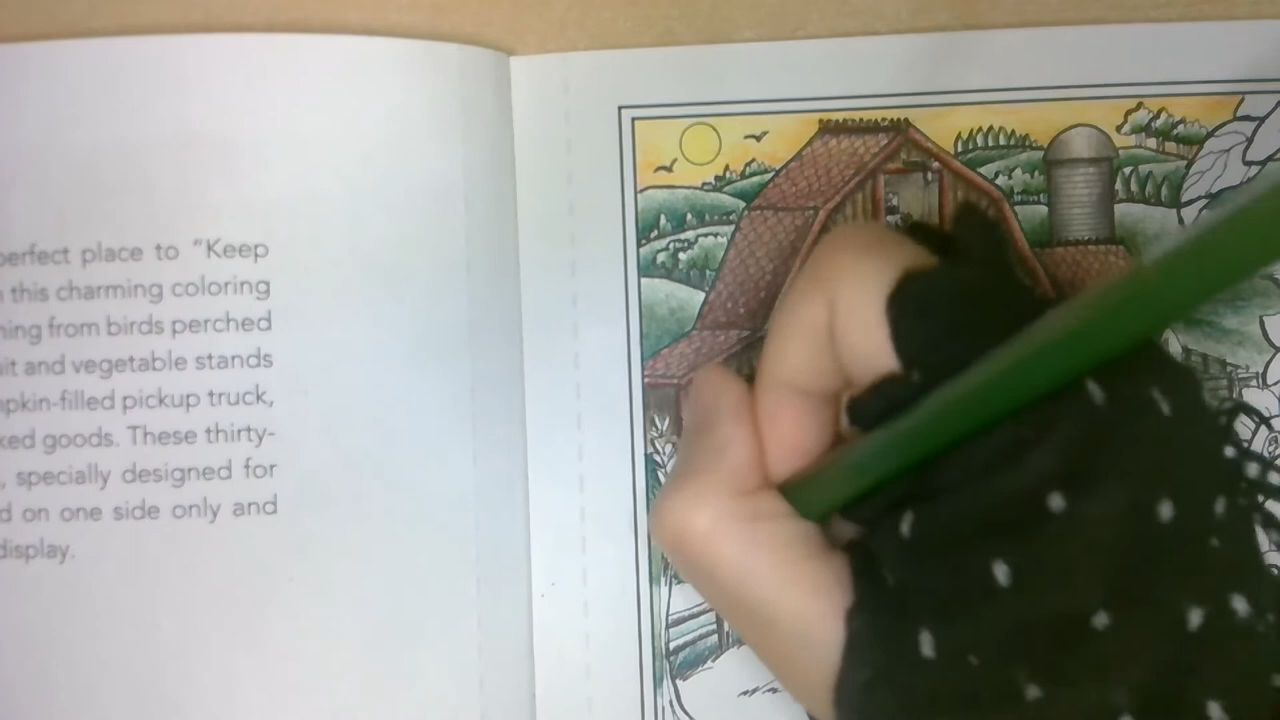 perfect place to "Keep
this charming coloring
ning from birds perched
uit and vegetable stands
pkin-filled pickup truck,
ked goods. These thirty-
, specially designed for
d on one side only and
display.